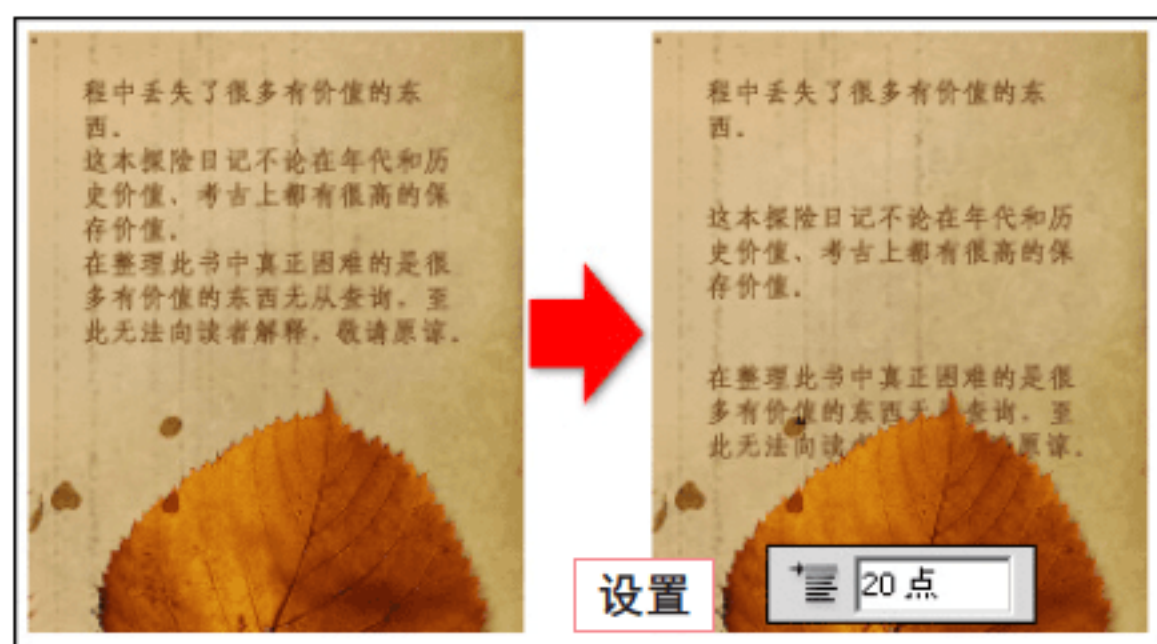 程中丢失了很多有价值的东
西。
这本探险日记不论在年代和历
史价值、考古上都有很高的保
存价值。
在整理此书中真正困难的是很
多有价值的东西无从查询。至
此无法向读者解释，敬请原谅。
程中丢失了很多有价值的东
西。
这本探险日记不论在年代和历
史价值、考古上都有很高的保
存价值。
在整理此书中真正困难的是很
多有价值的东西无 查询。至
此无法向读 原谅。
设置
20 点